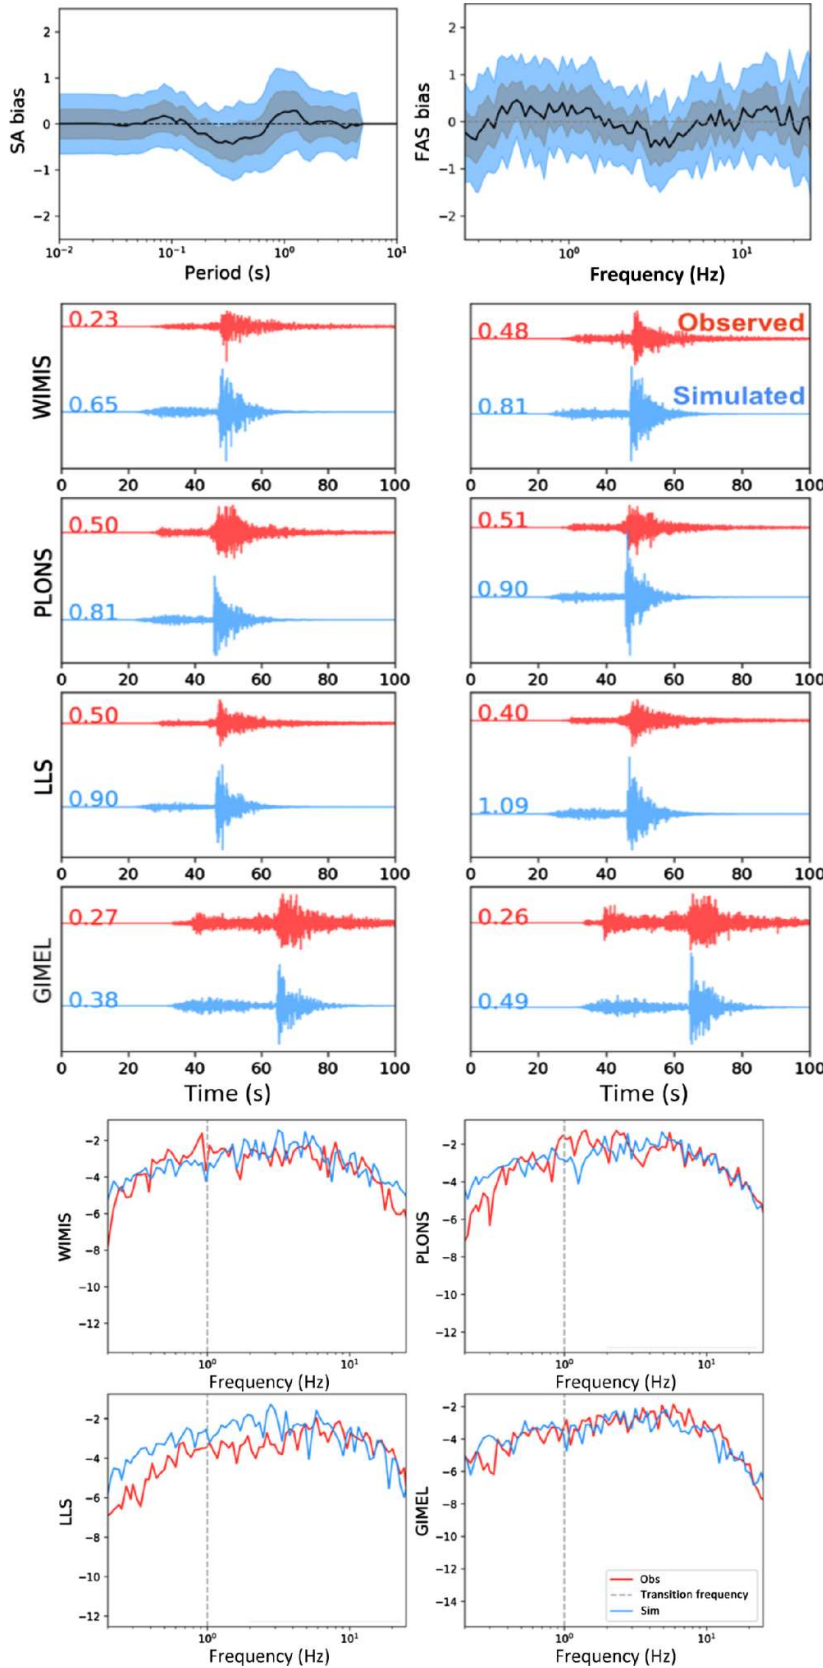 SA bias
2
1
0
−1
−2
10⁻² 10⁻¹ 10⁰ 10¹
Period (s)
FAS bias
2
1
0
−1
−2
10⁰ 10¹
Frequency (Hz)
WIMIS
0.23
0.65
0 20 40 60 80 100
0.48
Observed
0.81
Simulated
0 20 40 60 80 100
PLONS
0.50
0.81
0 20 40 60 80 100
0.51
0.90
0 20 40 60 80 100
LLS
0.50
0.90
0 20 40 60 80 100
0.40
1.09
0 20 40 60 80 100
GIMEL
0.27
0.38
0 20 40 60 80 100
Time (s)
0.26
0.49
0 20 40 60 80 100
Time (s)
WIMIS
−2
−4
−6
−8
−10
−12
10⁰ 10¹
Frequency (Hz)
PLONS
−2
−4
−6
−8
−10
−12
10⁰ 10¹
Frequency (Hz)
LLS
−2
−4
−6
−8
−10
−12
10⁰ 10¹
Frequency (Hz)
GIMEL
−2
−4
−6
−8
−10
−12
−14
Obs
Transition frequency
Sim
10⁰ 10¹
Frequency (Hz)